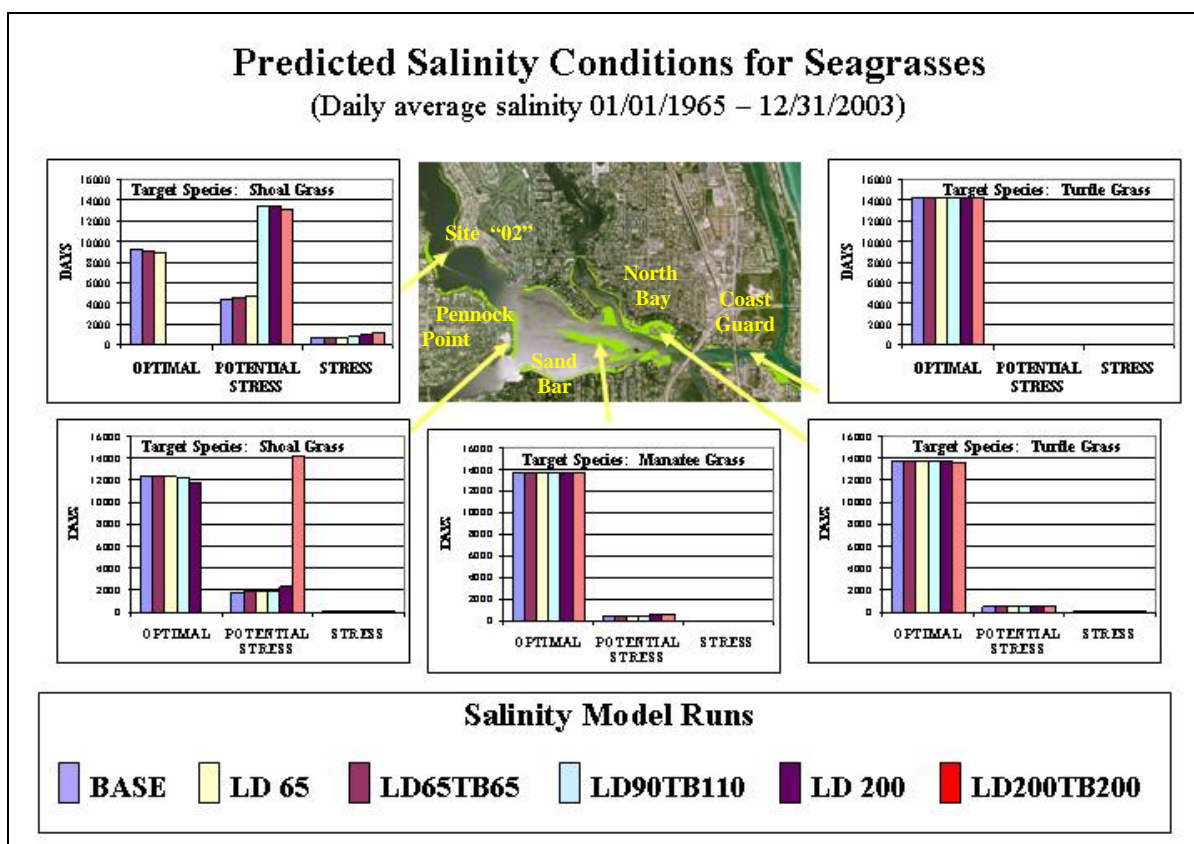 Predicted Salinity Conditions for Seagrasses
(Daily average salinity 01/01/1965 – 12/31/2003)
Target Species: Shoal Grass
16000
14000
12000
10000
8000
6000
4000
2000
0
DAYS
OPTIMAL
POTENTIAL
STRESS
STRESS
Site “02”
North
Bay
Coast
Guard
Pennock
Point
Sand
Bar
Target Species: Turtle Grass
16000
14000
12000
10000
8000
6000
4000
2000
0
DAYS
OPTIMAL
POTENTIAL
STRESS
STRESS
Target Species: Shoal Grass
16000
14000
12000
10000
8000
6000
4000
2000
0
DAYS
OPTIMAL
POTENTIAL
STRESS
STRESS
Target Species: Manatee Grass
16000
14000
12000
10000
8000
6000
4000
2000
0
DAYS
OPTIMAL
POTENTIAL
STRESS
STRESS
Target Species: Turtle Grass
16000
14000
12000
10000
8000
6000
4000
2000
0
DAYS
OPTIMAL
POTENTIAL
STRESS
STRESS
Salinity Model Runs
BASE
LD 65
LD65TB65
LD90TB110
LD 200
LD200TB200